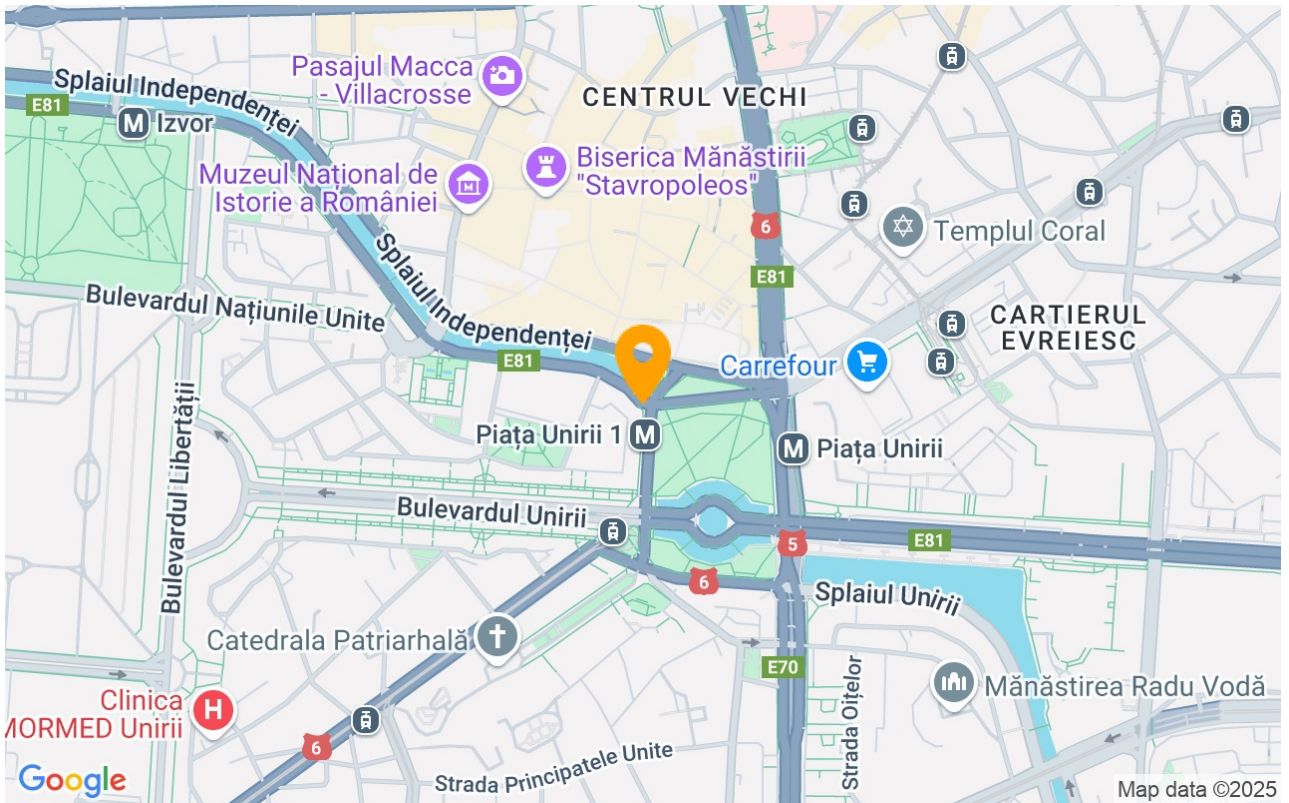 Pasajul Macca
- Villacrosse
CENTRUL VECHI
Splaiul Independenței
E81
M Izvor
Muzeul Național de
Istorie a României
M
Biserica Mănăstirii
"Stavropoleos"
6
Templul Coral
E81
Splaiul Independenței
Bulevardul Națiunile Unite
CARTIERUL
EVREIESC
E81
Carrefour
Bulevardul Libertății
Piața Unirii 1 M
M Piața Unirii
Bulevardul Unirii
5
E81
6
Splaiul Unirii
Catedrala Patriarhală
E70
Strada Oițelor
Mănăstirea Radu Vodă
Clinica
MORMED Unirii
H
6
Strada Principatele Unite
Google
Map data ©2025